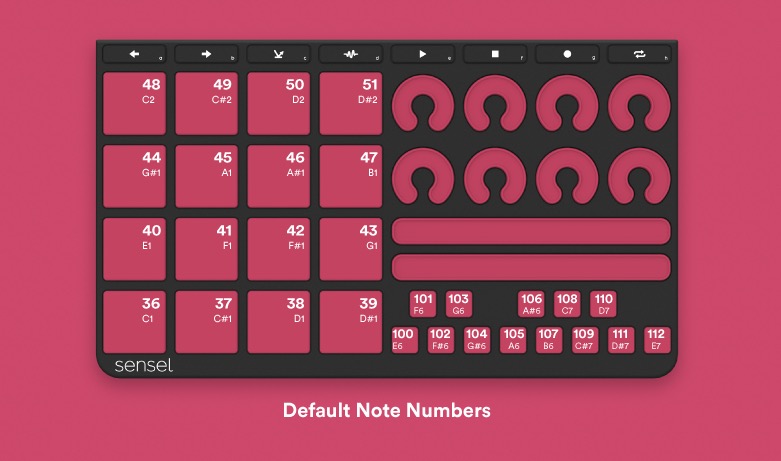 a b c d e f g h
48 49 50 51
C2 C#2 D2 D#2
44 45 46 47
G#1 A1 A#1 B1
40 41 42 43
E1 F1 F#1 G1
101 103 106 108 110
F6 G6 A#6 C7 D7
36 37 38 39
C1 C#1 D1 D#1
100 102 104 105 107 109 111 112
E6 F#6 G#6 A6 B6 C#7 D#7 E7
sensel
Default Note Numbers